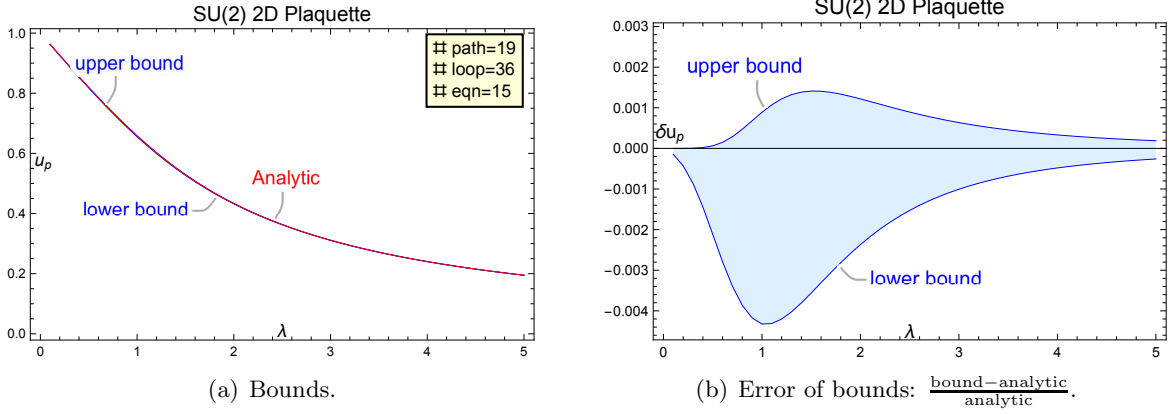 SU(2) 2D Plaquette
1.0
0.8
0.6
0.4
0.2
0.0
u_p
upper bound
lower bound
Analytic
# path=19
# loop=36
# eqn=15
0 1 2 3 4 5
λ
(a) Bounds.
SU(2) 2D Plaquette
0.003
0.002
0.001
0.000
−0.001
−0.002
−0.003
−0.004
δu_p
upper bound
lower bound
0 1 2 3 4 5
λ
(b) Error of bounds: \frac{bound−analytic}{analytic}.